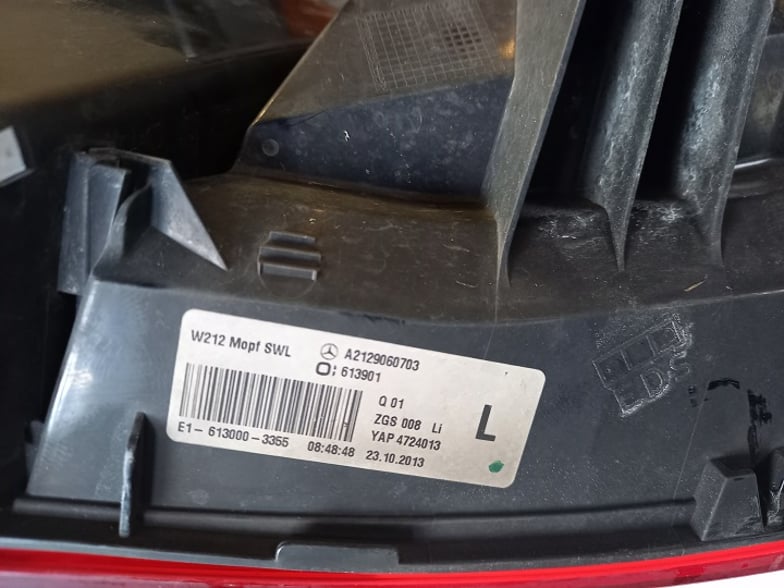 W212 Mopf SWL
A2129060703
O: 613901
Q 01
ZGS 008 Li
YAP 4724013
L
E1- 613000- 3355 08:48:48 23.10.2013